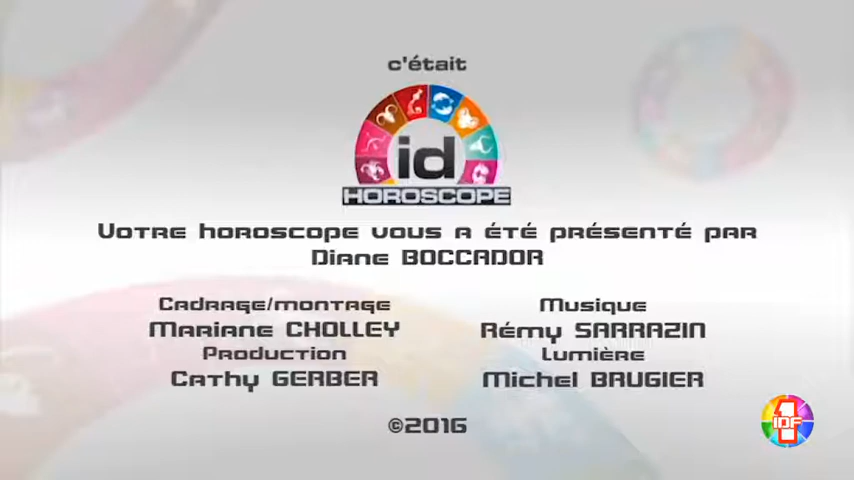 c'était
id
HOROSCOPE
Votre horoscope vous a été présenté par
Diane BOCCADOR
Cadrage/montage
Mariane CHOLLEY
Production
Cathy GERBER
Musique
Rémy SARRAZIN
Lumière
Michel BRUGIER
©2016
IDF
1